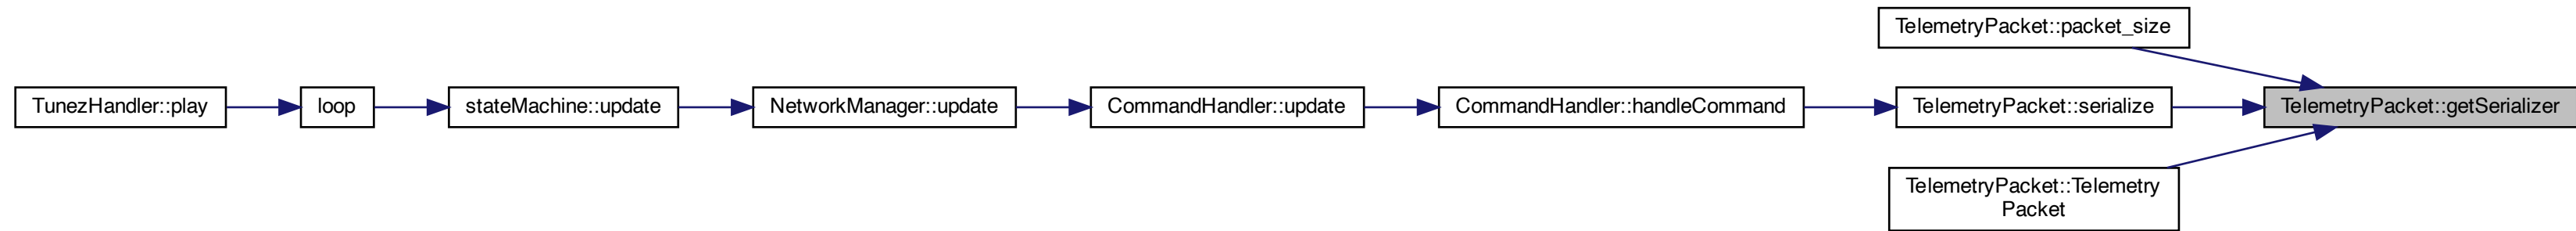 TelemetryPacket::packet_size
TunezHandler::play
loop
stateMachine::update
NetworkManager::update
CommandHandler::update
CommandHandler::handleCommand
TelemetryPacket::serialize
TelemetryPacket::getSerializer
TelemetryPacket::Telemetry
Packet